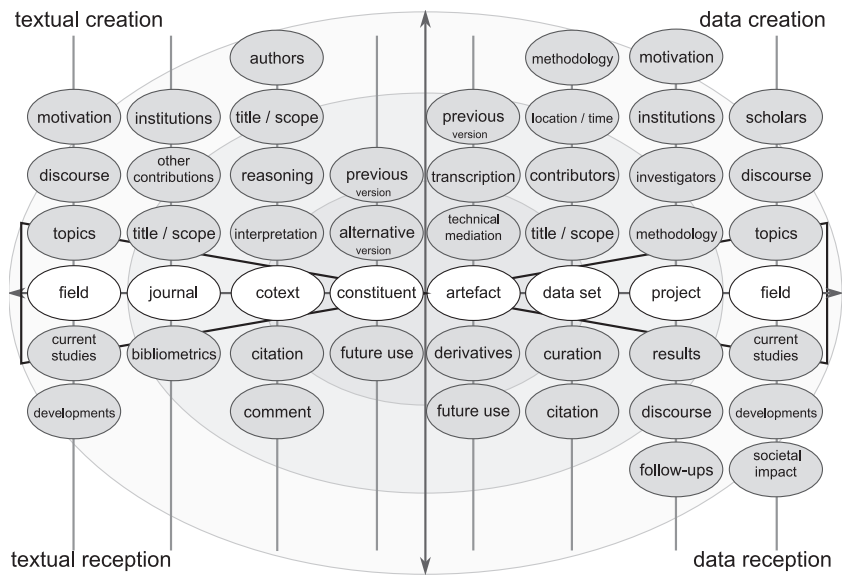 textual creation
data creation
authors
methodology
motivation
motivation
institutions
title / scope
previous
version
location / time
institutions
scholars
discourse
other
contributions
reasoning
previous
version
transcription
contributors
investigators
discourse
topics
title / scope
interpretation
alternative
version
technical
mediation
title / scope
methodology
topics
field
journal
cotext
constituent
artefact
data set
project
field
current
studies
bibliometrics
citation
future use
derivatives
curation
results
current
studies
developments
comment
future use
citation
discourse
developments
follow-ups
societal
impact
textual reception
data reception